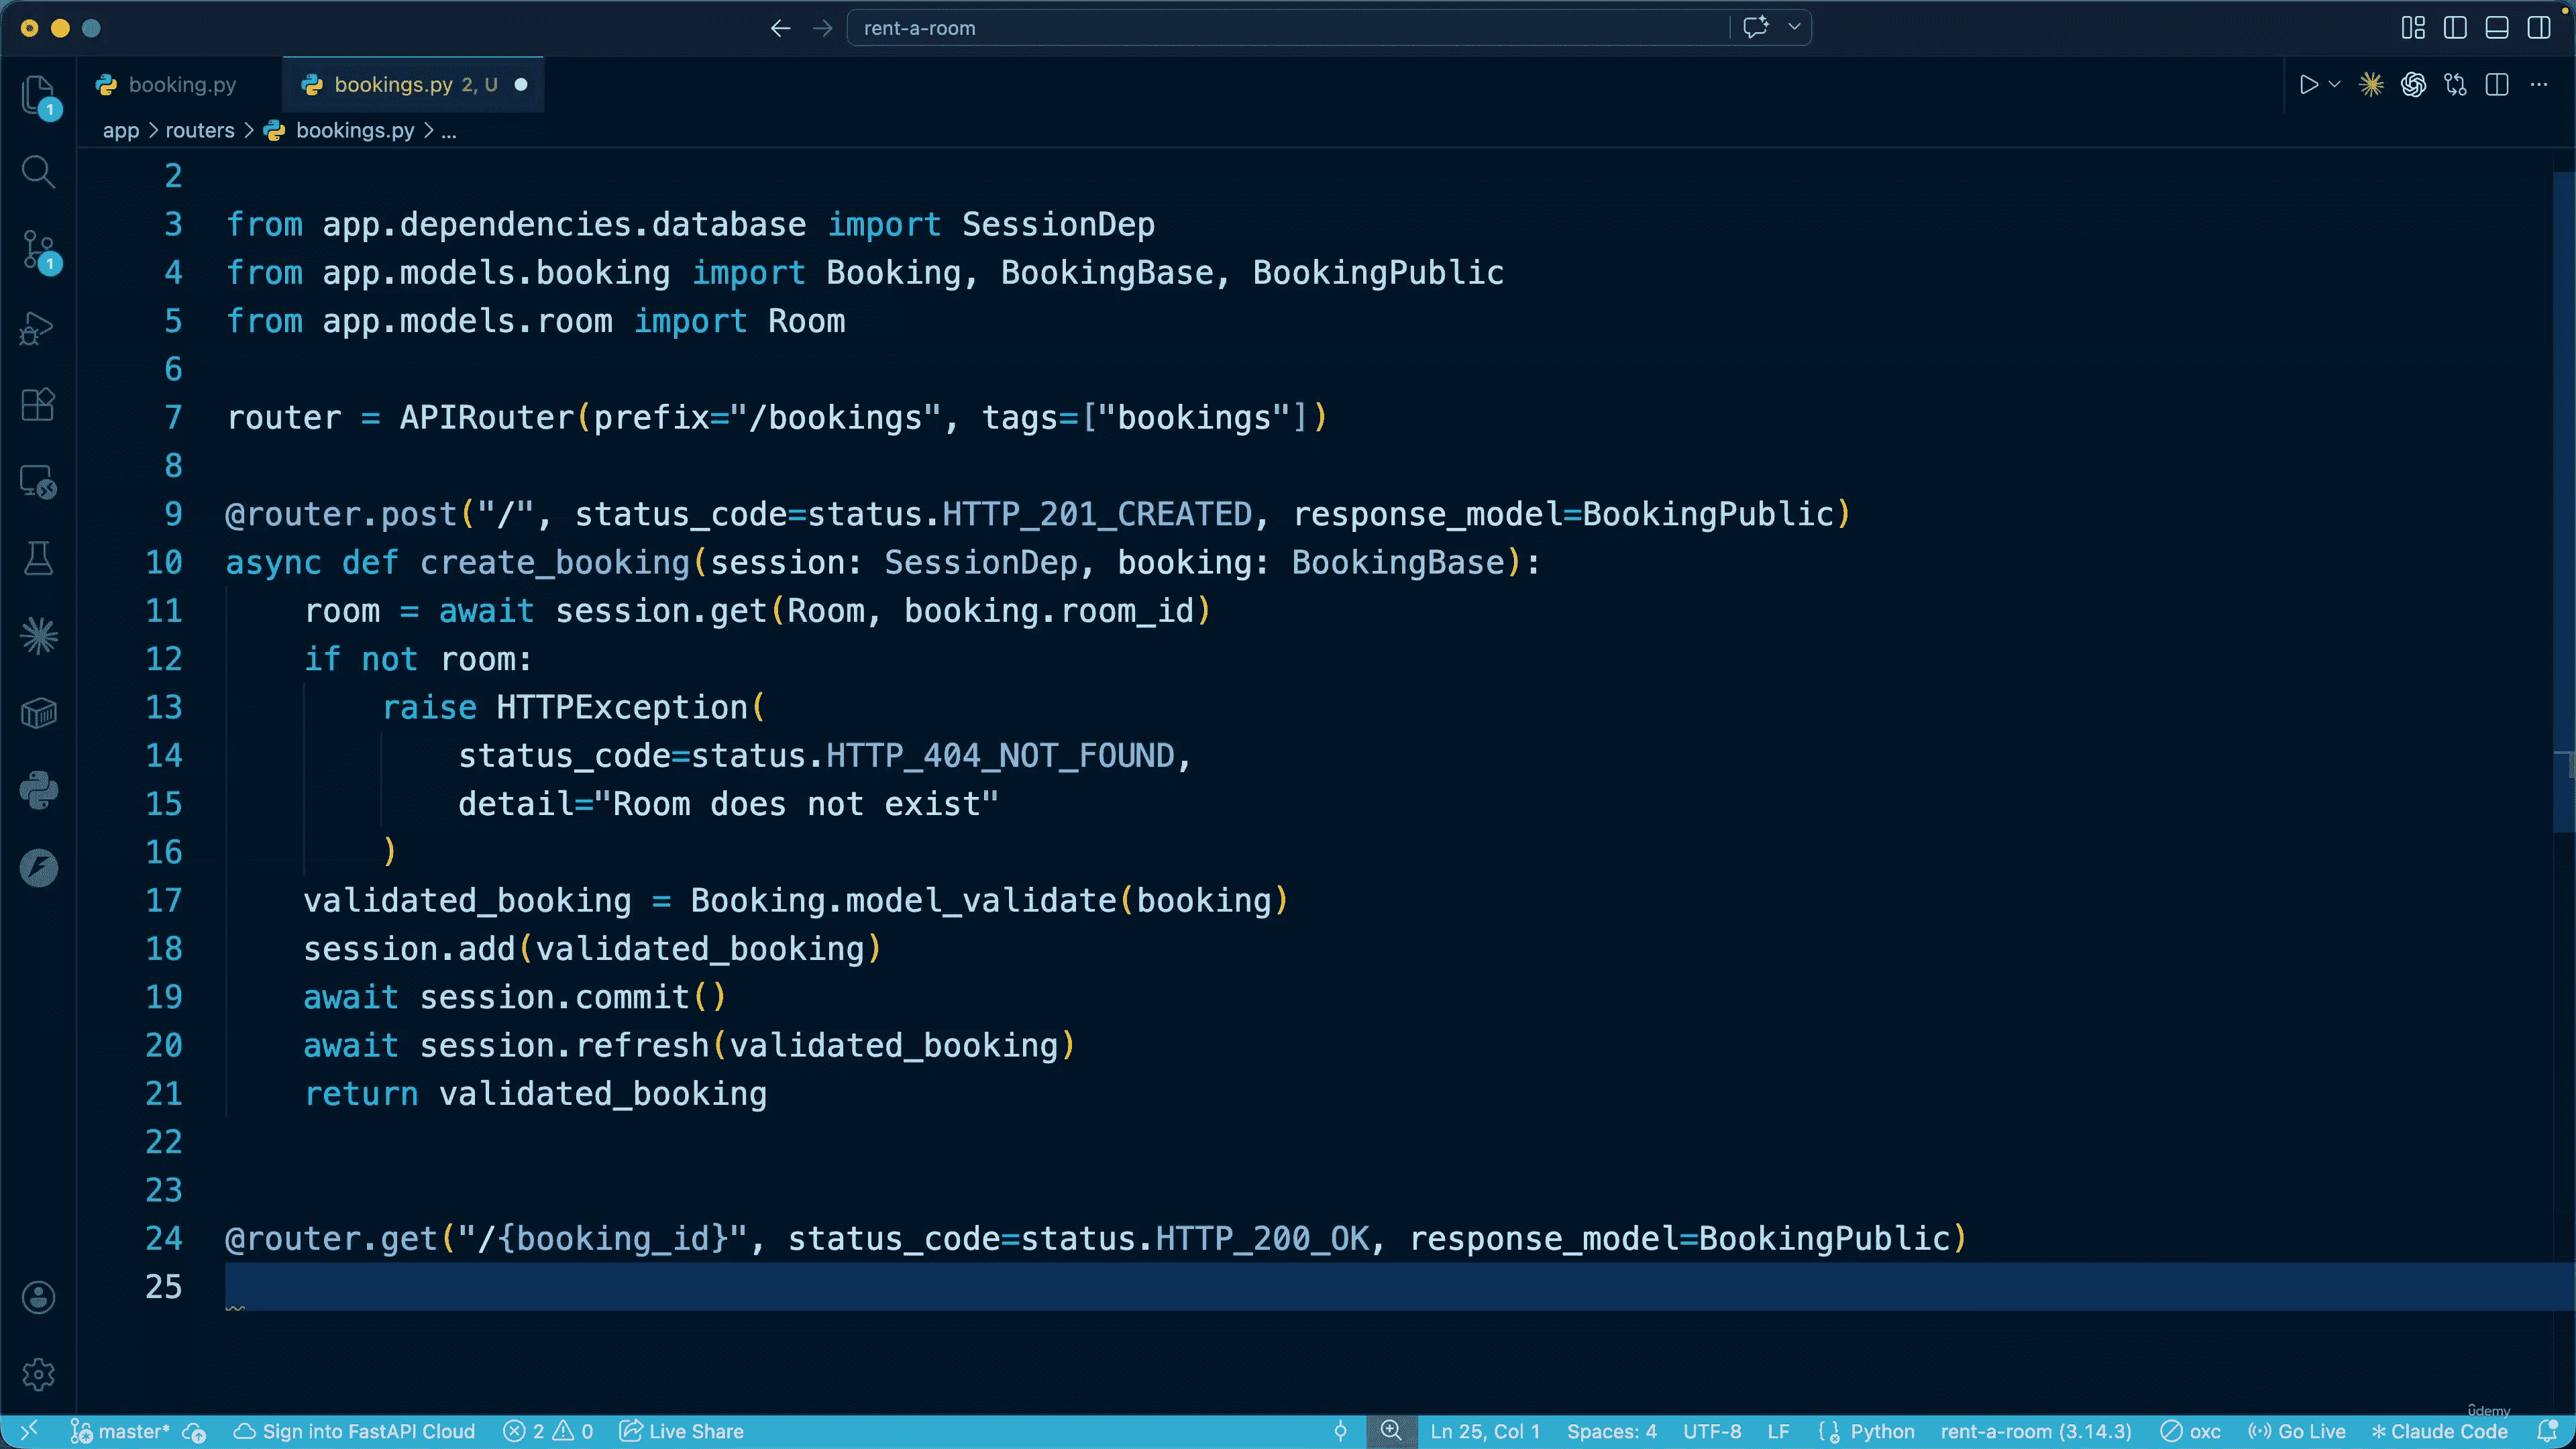 rent-a-room
booking.py
bookings.py 2, U
app > routers > bookings.py > ...
1
1
2
3 from app.dependencies.database import SessionDep
4 from app.models.booking import Booking, BookingBase, BookingPublic
5 from app.models.room import Room
6
7 router = APIRouter(prefix="/bookings", tags=["bookings"])
8
9 @router.post("/", status_code=status.HTTP_201_CREATED, response_model=BookingPublic)
10 async def create_booking(session: SessionDep, booking: BookingBase):
11     room = await session.get(Room, booking.room_id)
12     if not room:
13         raise HTTPException(
14             status_code=status.HTTP_404_NOT_FOUND,
15             detail="Room does not exist"
16         )
17     validated_booking = Booking.model_validate(booking)
18     session.add(validated_booking)
19     await session.commit()
20     await session.refresh(validated_booking)
21     return validated_booking
22
23
24 @router.get("/{booking_id}", status_code=status.HTTP_200_OK, response_model=BookingPublic)
25
udemy
master* Sign into FastAPI Cloud 2 0 Live Share Ln 25, Col 1 Spaces: 4 UTF-8 LF Python rent-a-room (3.14.3) oxc Go Live Claude Code